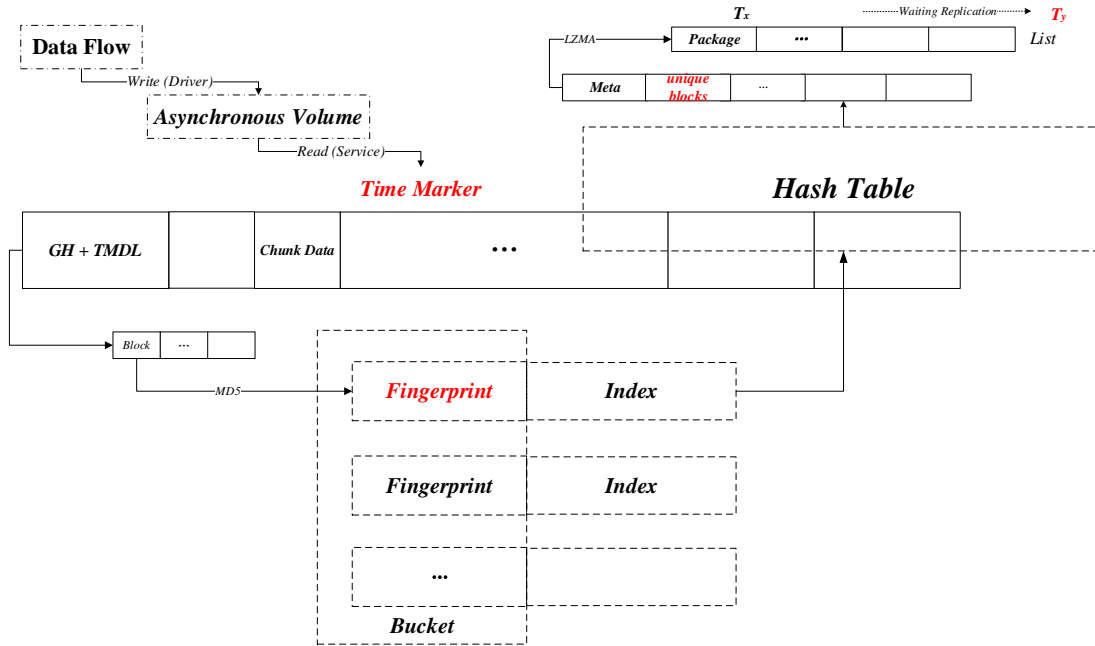 Tx
Waiting Replication
Ty
LZMA
Package
...
List
Data Flow
Write (Driver)
Meta
unique
blocks
...
Asynchronous Volume
Read (Service)
Time Marker
Hash Table
GH + TMDL
Chunk Data
...
Block
...
MD5
Fingerprint
Index
Fingerprint
Index
...
Bucket